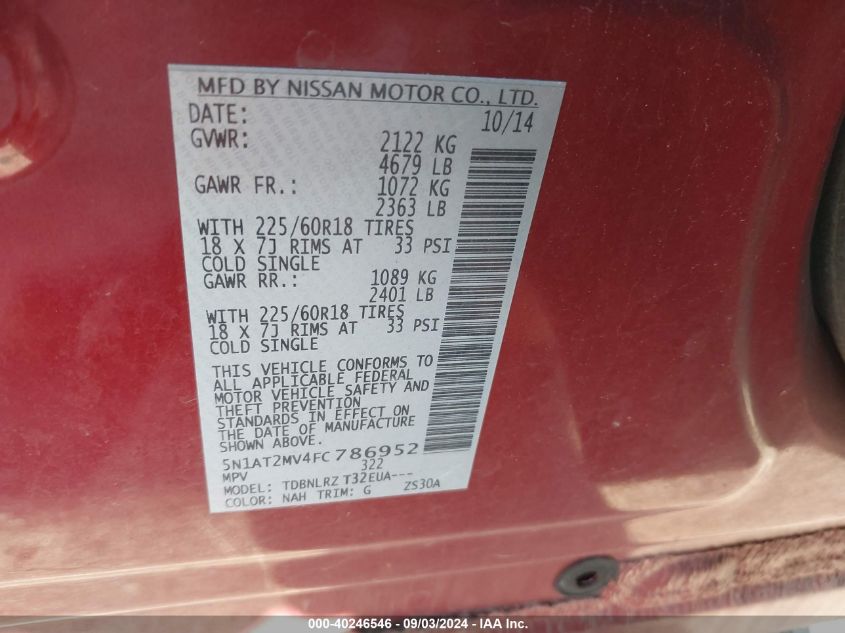 MFD BY NISSAN MOTOR CO., LTD.
DATE: 10/14
GVWR: 2122 KG
4679 LB
GAWR FR.: 1072 KG
2363 LB
WITH 225/60R18 TIRES
18 X 7J RIMS AT 33 PSI
COLD SINGLE
GAWR RR.: 1089 KG
2401 LB
WITH 225/60R18 TIRES
18 X 7J RIMS AT 33 PSI
COLD SINGLE
THIS VEHICLE CONFORMS TO
ALL APPLICABLE FEDERAL
MOTOR VEHICLE SAFETY AND
THEFT PREVENTION
STANDARDS IN EFFECT ON
THE DATE OF MANUFACTURE
SHOWN ABOVE.
5N1AT2MV4FC786952
MPV 322
MODEL: TDBNLRZ T32EUA---
COLOR: NAH TRIM: G ZS30A
000-40246546 - 09/03/2024 - IAA Inc.